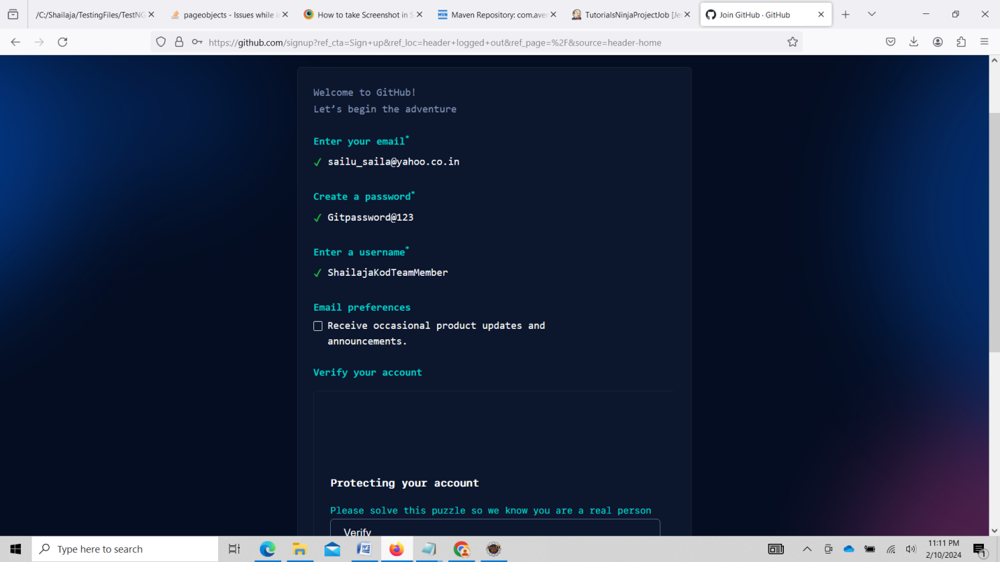 /C:/Shailaja/TestingFiles/TestNG
pageobjects - Issues while i
How to take Screenshot in S
Maven Repository: com.aven
TutorialsNinjaProjectJob [Je
Join GitHub · GitHub
https://github.com/signup?ref_cta=Sign+up&ref_loc=header+logged+out&ref_page=%2F&source=header-home
Welcome to GitHub!
Let’s begin the adventure
Enter your email*
✓ sailu_saila@yahoo.co.in
Create a password*
✓ Gitpassword@123
Enter a username*
✓ ShailajaKodTeamMember
Email preferences
Receive occasional product updates and
announcements.
Verify your account
Protecting your account
Please solve this puzzle so we know you are a real person
Verify
Type here to search
11:11 PM
2/10/2024
1